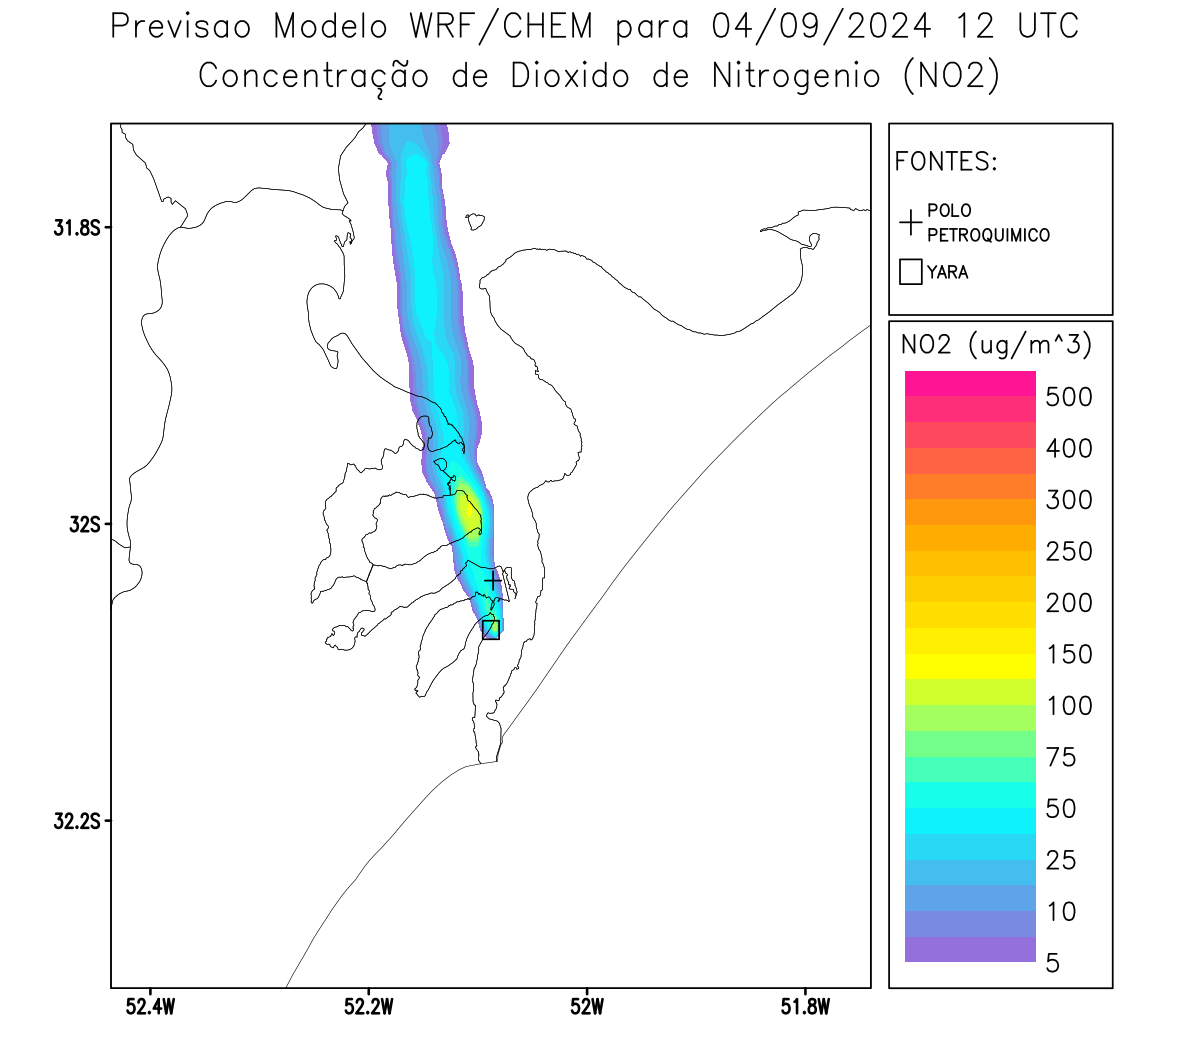 Previsao Modelo WRF/CHEM para 04/09/2024 12 UTC
Concentração de Dioxido de Nitrogenio (NO2)
FONTES:
POLO
PETROQUIMICO
YARA
31.8S
32S
32.2S
52.4W
52.2W
52W
51.8W
NO2 (ug/m^3)
500
400
300
250
200
150
100
75
50
25
10
5